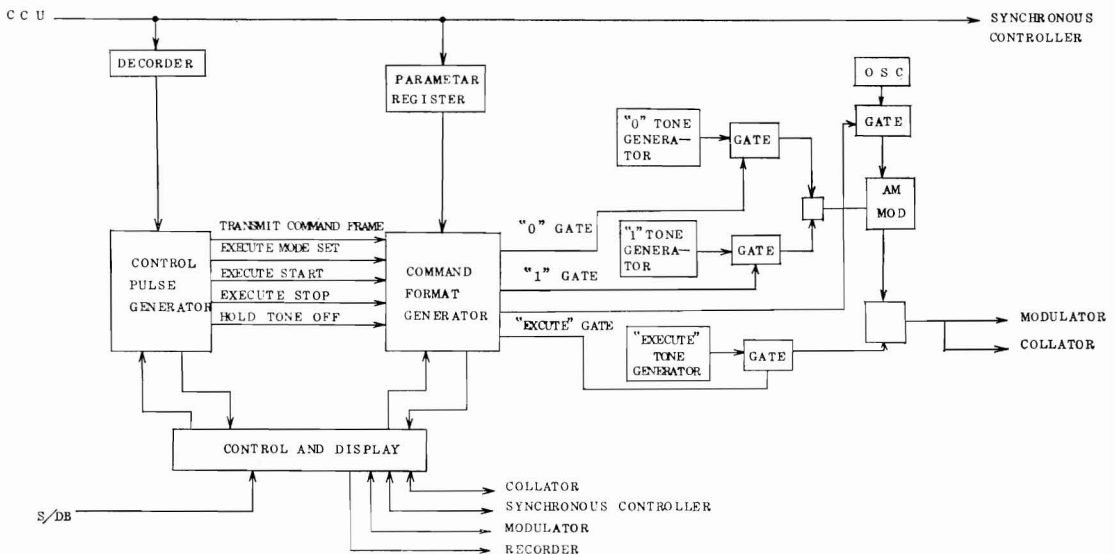 CCU
SYNCHRONOUS
CONTROLLER
DECORDER
PARAMETAR
REGISTER
OSC
GATE
"0" TONE
GENERA-
TOR
GATE
AM
MOD
TRANSMIT COMMAND FRAME
EXECUTE MODE SET
EXECUTE START
EXECUTE STOP
HOLD TONE OFF
CONTROL
PULSE
GENERATOR
COMMAND
FORMAT
GENERATOR
"0" GATE
"1" TONE
GENERA-
TOR
GATE
"1" GATE
"EXCUTE" GATE
"EXECUTE"
TONE
GENERATOR
GATE
MODULATOR
COLLATOR
CONTROL AND DISPLAY
S/DB
COLLATOR
SYNCHRONOUS CONTROLLER
MODULATOR
RECORDER